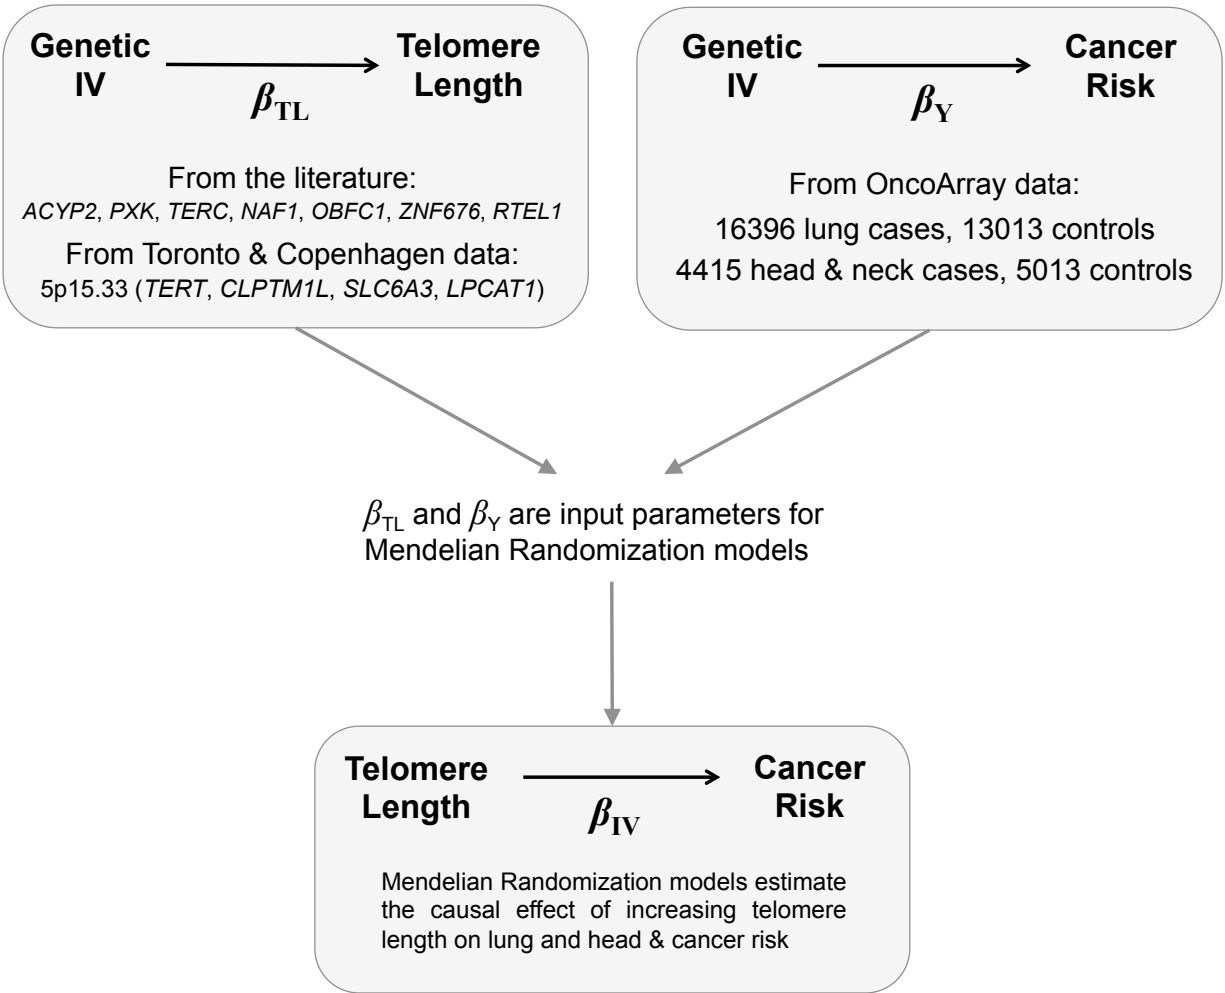 Genetic IV
Telomere Length
β_TL
From the literature:
ACYP2, PXK, TERC, NAF1, OBFC1, ZNF676, RTEL1
From Toronto & Copenhagen data:
5p15.33 (TERT, CLPTM1L, SLC6A3, LPCAT1)
Genetic IV
Cancer Risk
β_Y
From OncoArray data:
16396 lung cases, 13013 controls
4415 head & neck cases, 5013 controls
β_TL and β_Y are input parameters for
Mendelian Randomization models
Telomere Length
Cancer Risk
β_IV
Mendelian Randomization models estimate
the causal effect of increasing telomere
length on lung and head & cancer risk